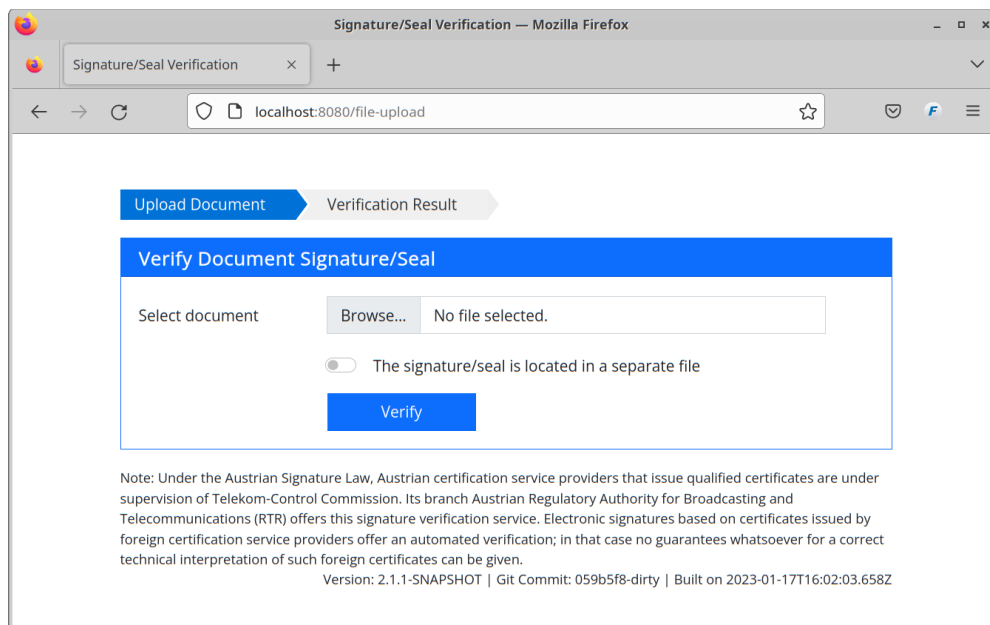 Signature/Seal Verification — Mozilla Firefox
Signature/Seal Verification
localhost:8080/file-upload
Upload Document
Verification Result
Verify Document Signature/Seal
Select document
Browse...
No file selected.
The signature/seal is located in a separate file
Verify
Note: Under the Austrian Signature Law, Austrian certification service providers that issue qualified certificates are under
supervision of Telekom-Control Commission. Its branch Austrian Regulatory Authority for Broadcasting and
Telecommunications (RTR) offers this signature verification service. Electronic signatures based on certificates issued by
foreign certification service providers offer an automated verification; in that case no guarantees whatsoever for a correct
technical interpretation of such foreign certificates can be given.
Version: 2.1.1-SNAPSHOT | Git Commit: 059b5f8-dirty | Built on 2023-01-17T16:02:03.658Z